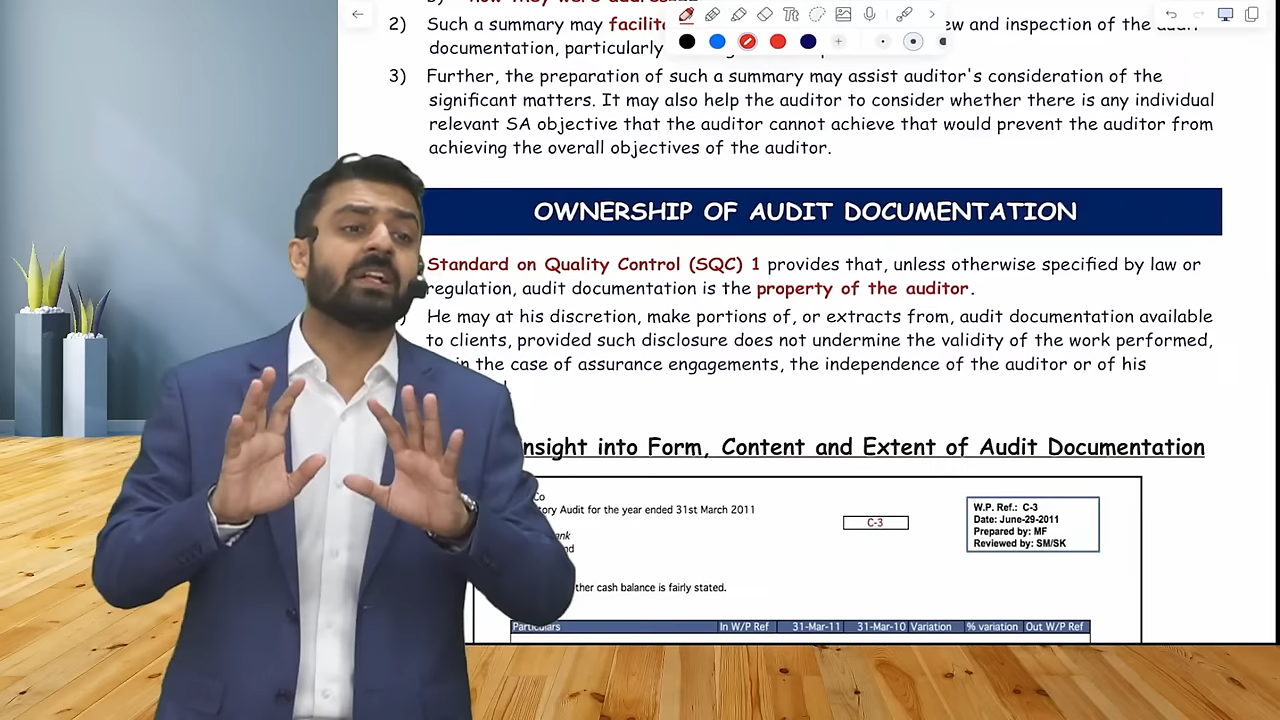 how they were
2) Such a summary may and inspection of the
documentation, particularly
3) Further, the preparation of such a summary may assist auditor's consideration of the
significant matters. It may also help the auditor to consider whether there is any individual
relevant SA objective that the auditor cannot achieve that would prevent the auditor from
achieving the overall objectives of the auditor.
OWNERSHIP OF AUDIT DOCUMENTATION
Standard on Quality Control (SQC) 1 provides that, unless otherwise specified by law or
regulation, audit documentation is the property of the auditor.
He may at his discretion, make portions of, or extracts from, audit documentation available
to clients, provided such disclosure does not undermine the validity of the work performed,
in the case of assurance engagements, the independence of the auditor or of his
nsight into Form, Content and Extent of Audit Documentation
Co
tory Audit for the year ended 31st March 2011
C-3
W.P. Ref.: C-3
Date: June-29-2011
Prepared by: MF
Reviewed by: SM/SK
ther cash balance is fairly stated.
Particulars In W/P Ref 31-Mar-11 31-Mar-10 Variation % variation Out W/P Ref